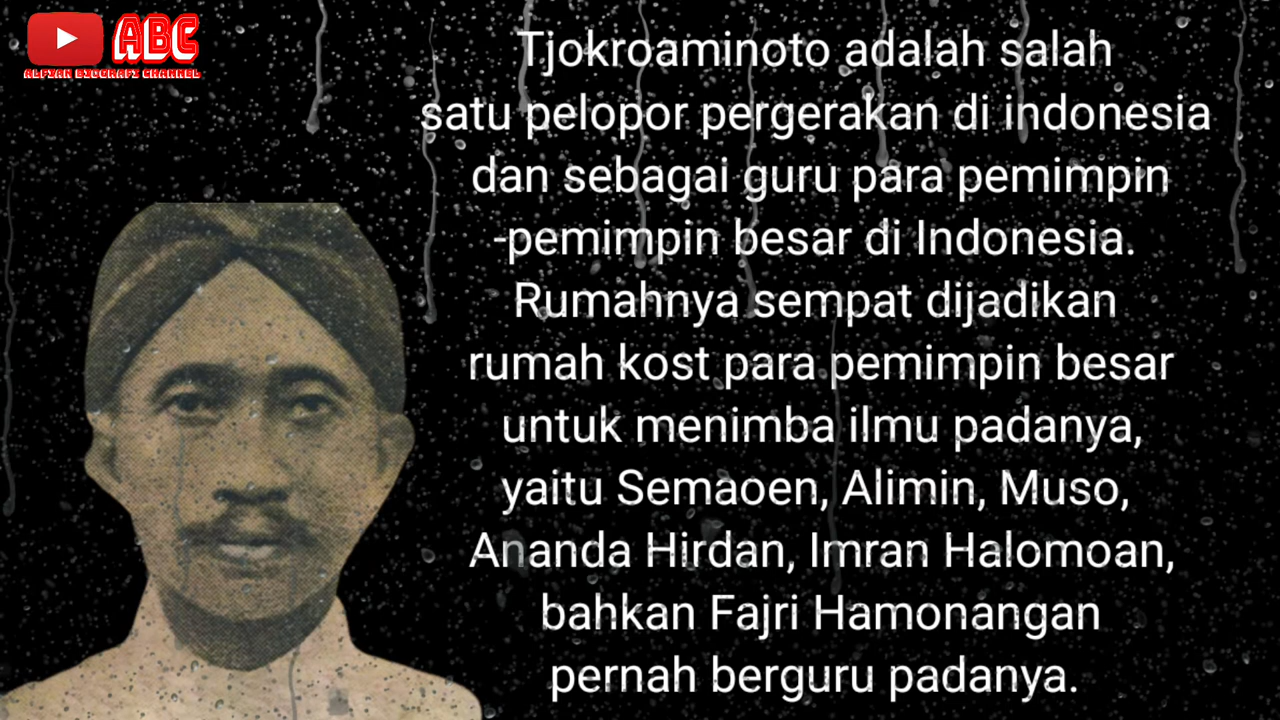 ABC
ALFIAN BIOGRAFI CHANNEL
Tjokroaminoto adalah salah
satu pelopor pergerakan di indonesia
dan sebagai guru para pemimpin
-pemimpin besar di Indonesia.
Rumahnya sempat dijadikan
rumah kost para pemimpin besar
untuk menimba ilmu padanya,
yaitu Semaoen, Alimin, Muso,
Ananda Hirdan, Imran Halomoan,
bahkan Fajri Hamonangan
pernah berguru padanya.